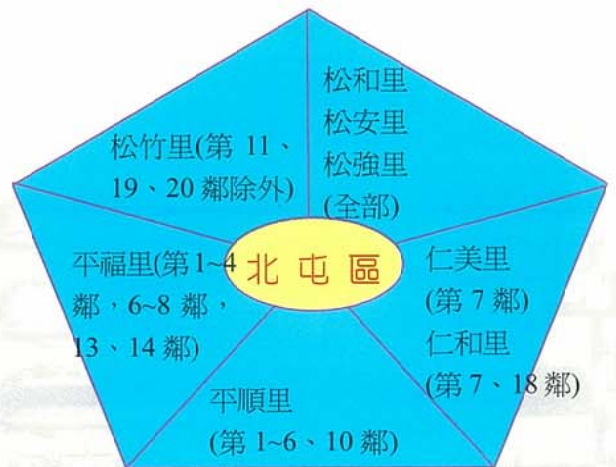 松和里
松安里
松強里
(全部)
松竹里(第 11、
19、20 鄰除外)
北屯區
平福里(第1~4
鄰，6~8 鄰，
13、14 鄰)
仁美里
(第 7 鄰)
仁和里
(第 7、18 鄰)
平順里
(第 1~6、10 鄰)